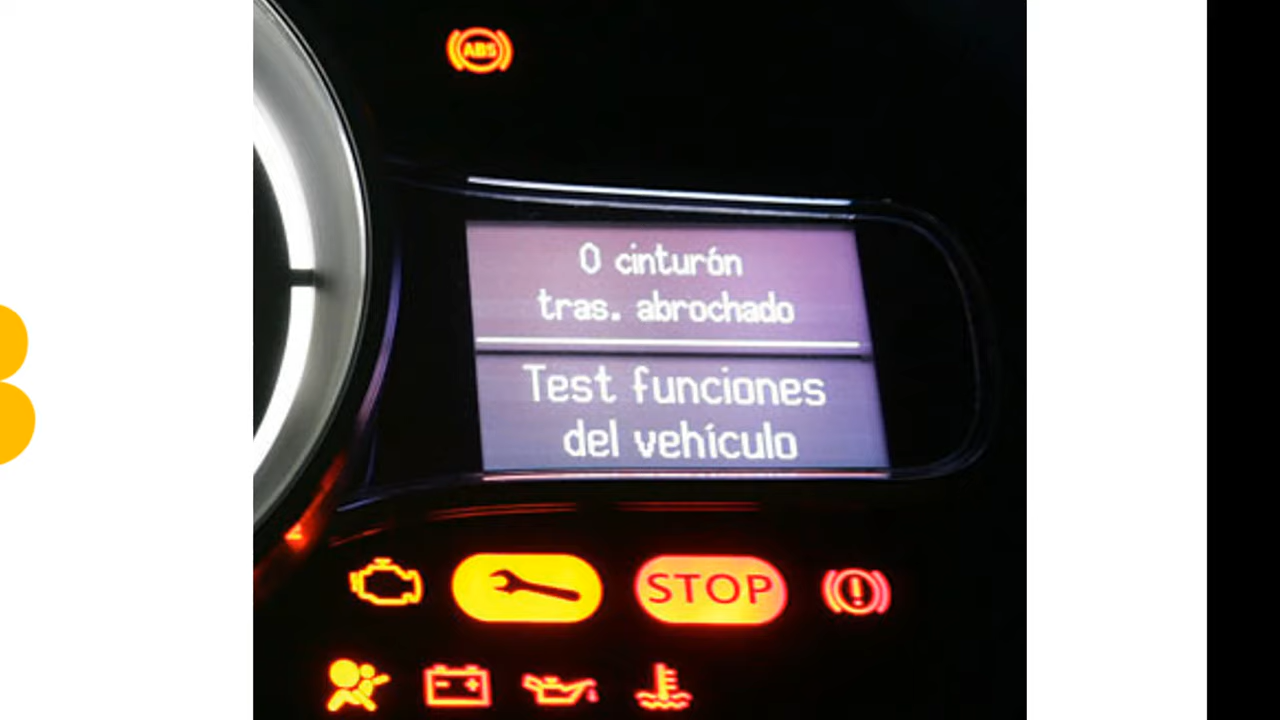 ABS
0 cinturón
tras. abrochado
Test funciones
del vehículo
STOP